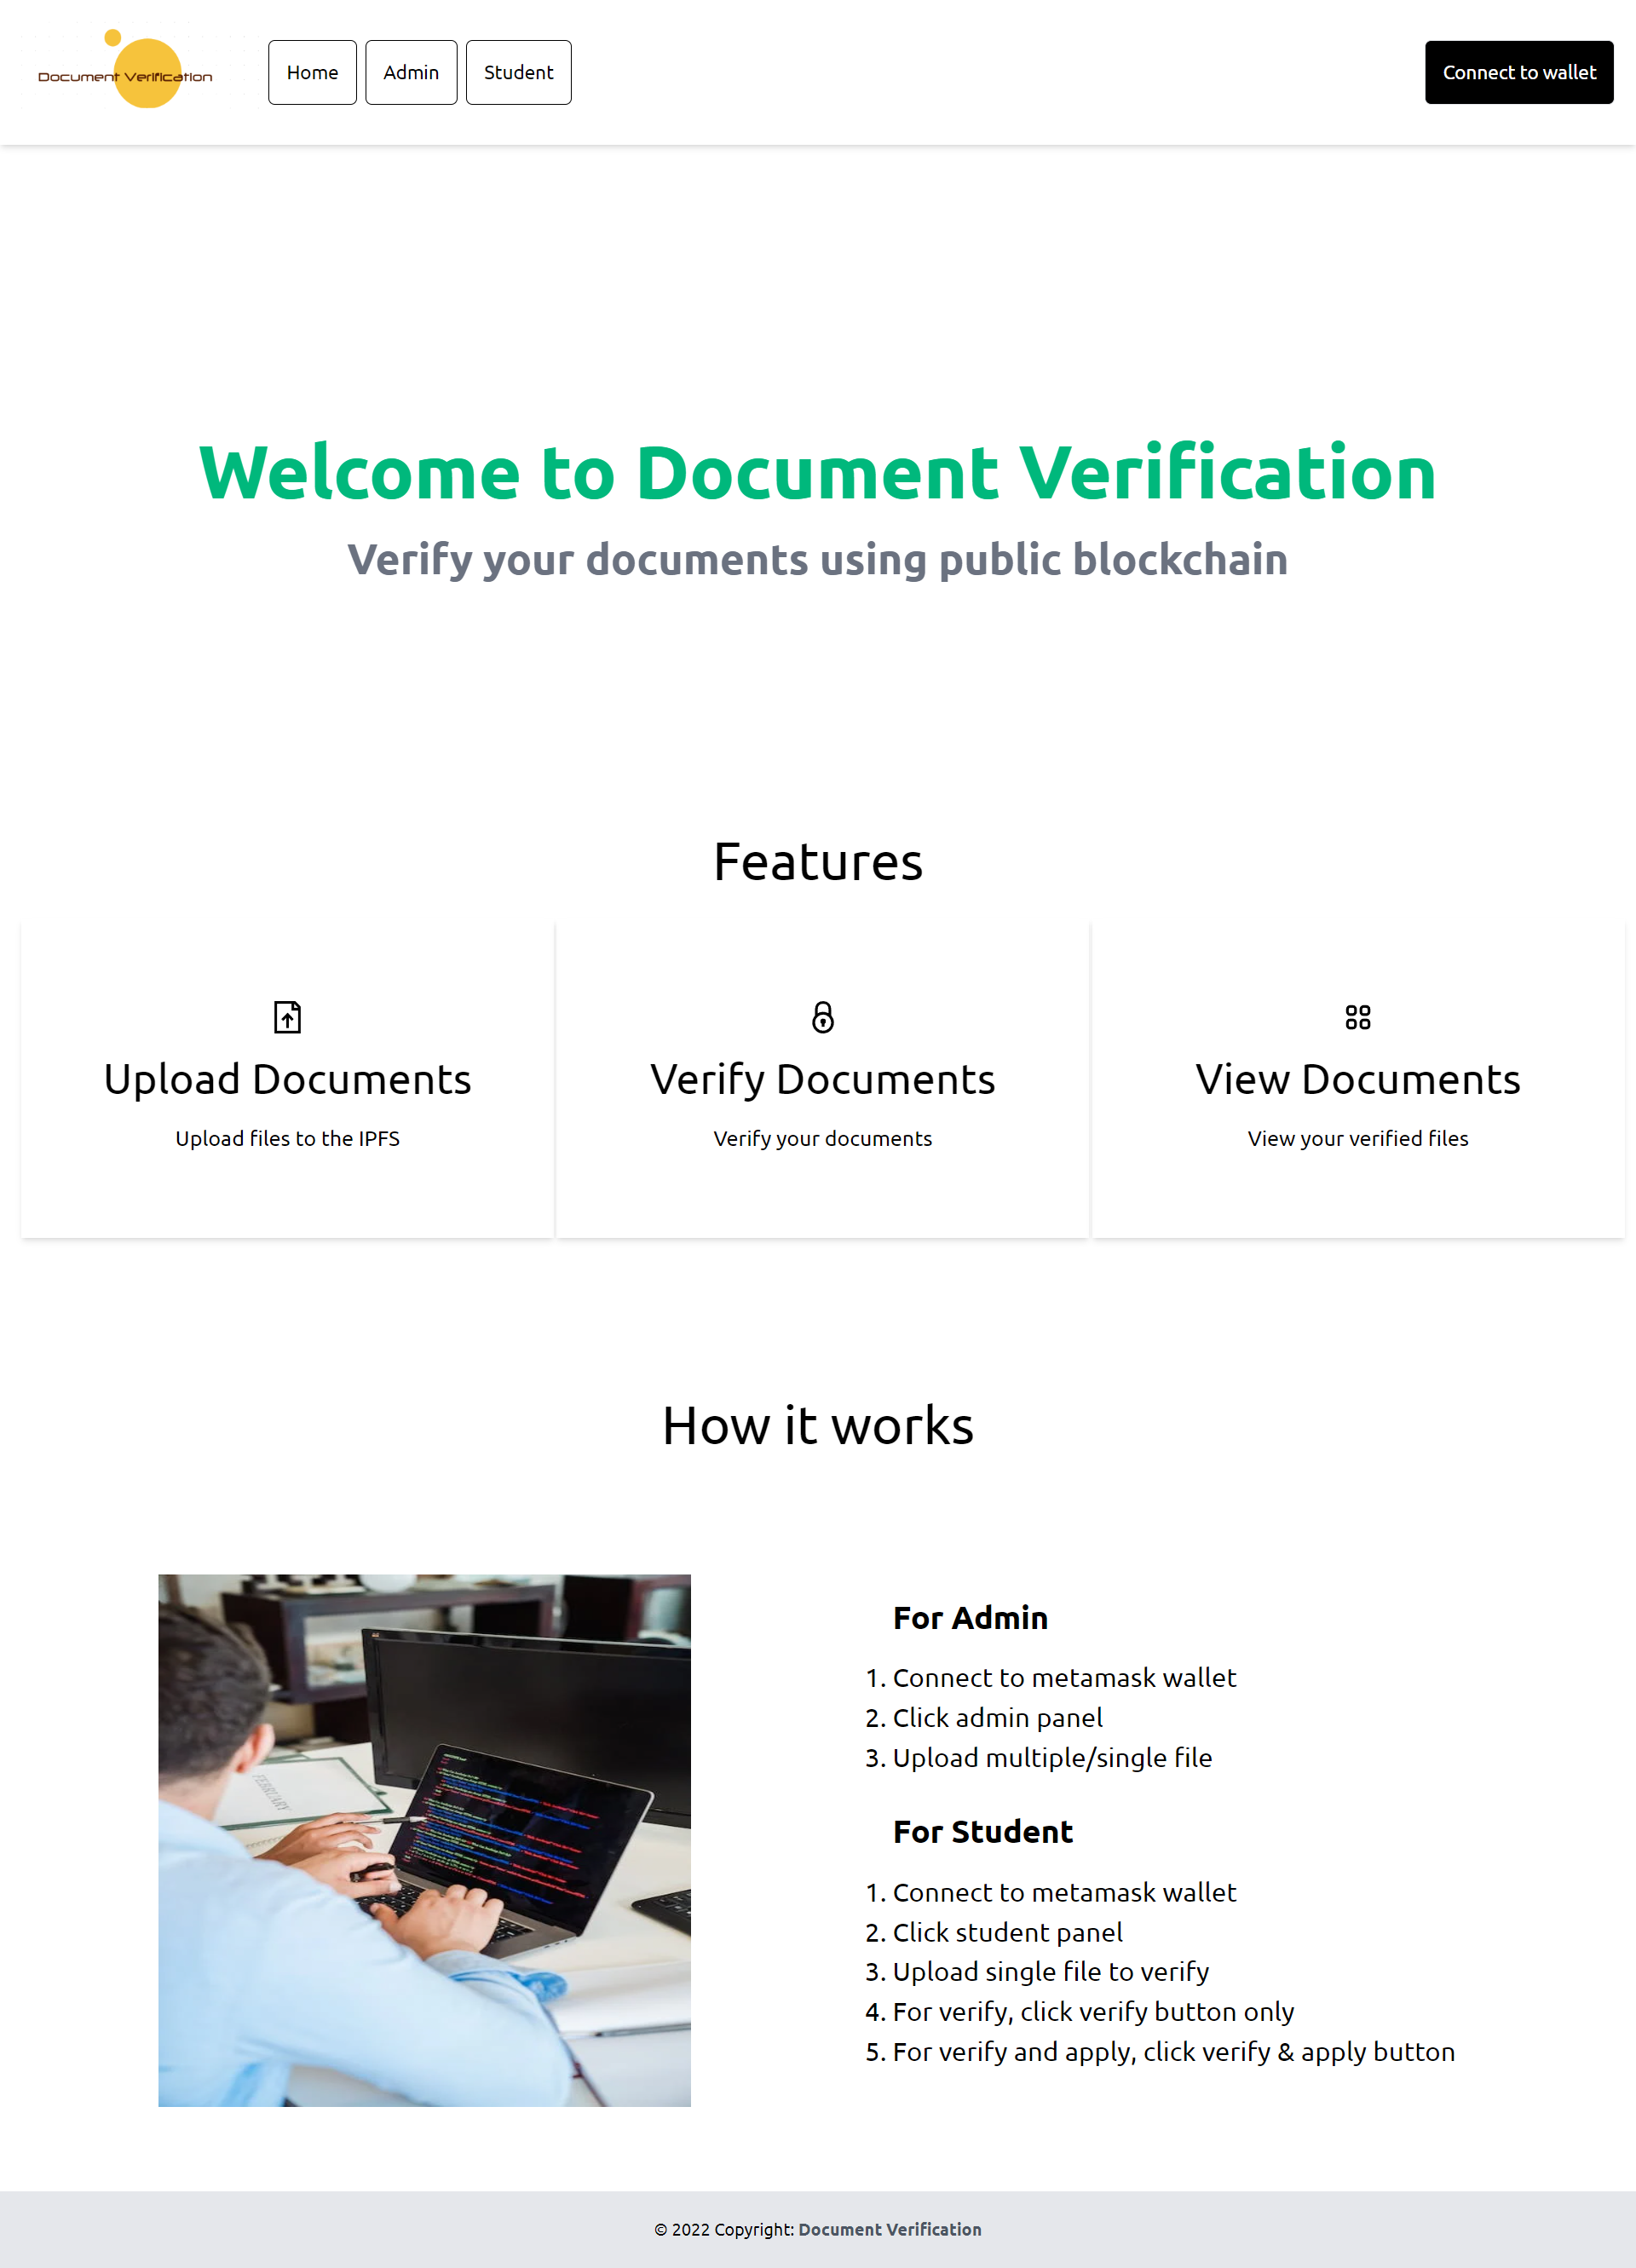 Document Verification
Home
Admin
Student
Connect to wallet
Welcome to Document Verification
Verify your documents using public blockchain
Features
Upload Documents
Upload files to the IPFS
Verify Documents
Verify your documents
View Documents
View your verified files
How it works
FEBRUARY
For Admin
1. Connect to metamask wallet
2. Click admin panel
3. Upload multiple/single file
For Student
1. Connect to metamask wallet
2. Click student panel
3. Upload single file to verify
4. For verify, click verify button only
5. For verify and apply, click verify & apply button
© 2022 Copyright: Document Verification